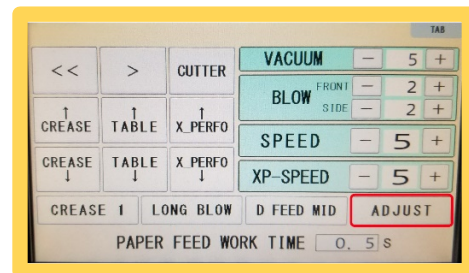 TAB
<< > CUTTER VACUUM − 5 +
BLOW FRONT − 2 +
SIDE − 2 +
↑ CREASE ↑ TABLE ↑ X_PERFO
SPEED − 5 +
CREASE ↓ TABLE ↓ X_PERFO ↓
XP-SPEED − 5 +
CREASE 1 LONG BLOW D FEED MID ADJUST
PAPER FEED WORK TIME 0. 5 S